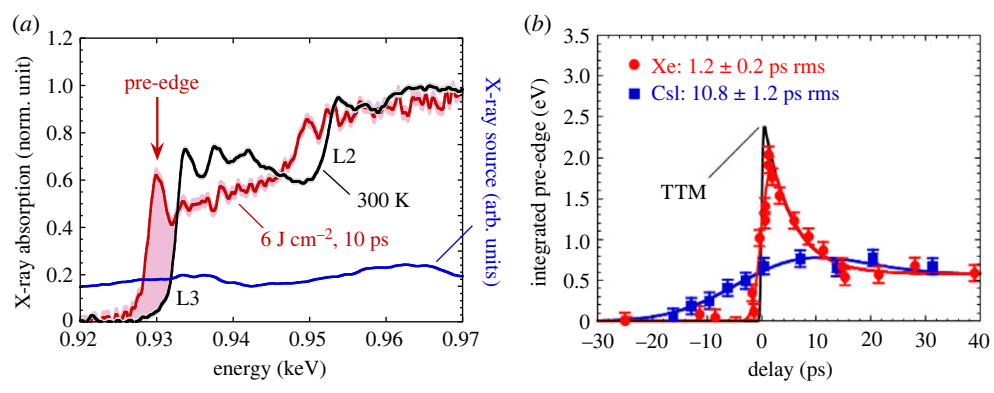 (a)
1.2
1.0
0.8
0.6
0.4
0.2
0
X-ray absorption (norm. unit)
pre-edge
L2
300 K
6 J cm⁻², 10 ps
L3
0.92
0.93
0.94
0.95
0.96
0.97
energy (keV)
X-ray source (arb. units)
(b)
3.5
3.0
2.5
2.0
1.5
1.0
0.5
0
integrated pre-edge (eV)
Xe: 1.2 ± 0.2 ps rms
CsI: 10.8 ± 1.2 ps rms
TTM
−30
−20
−10
0
10
20
30
40
delay (ps)